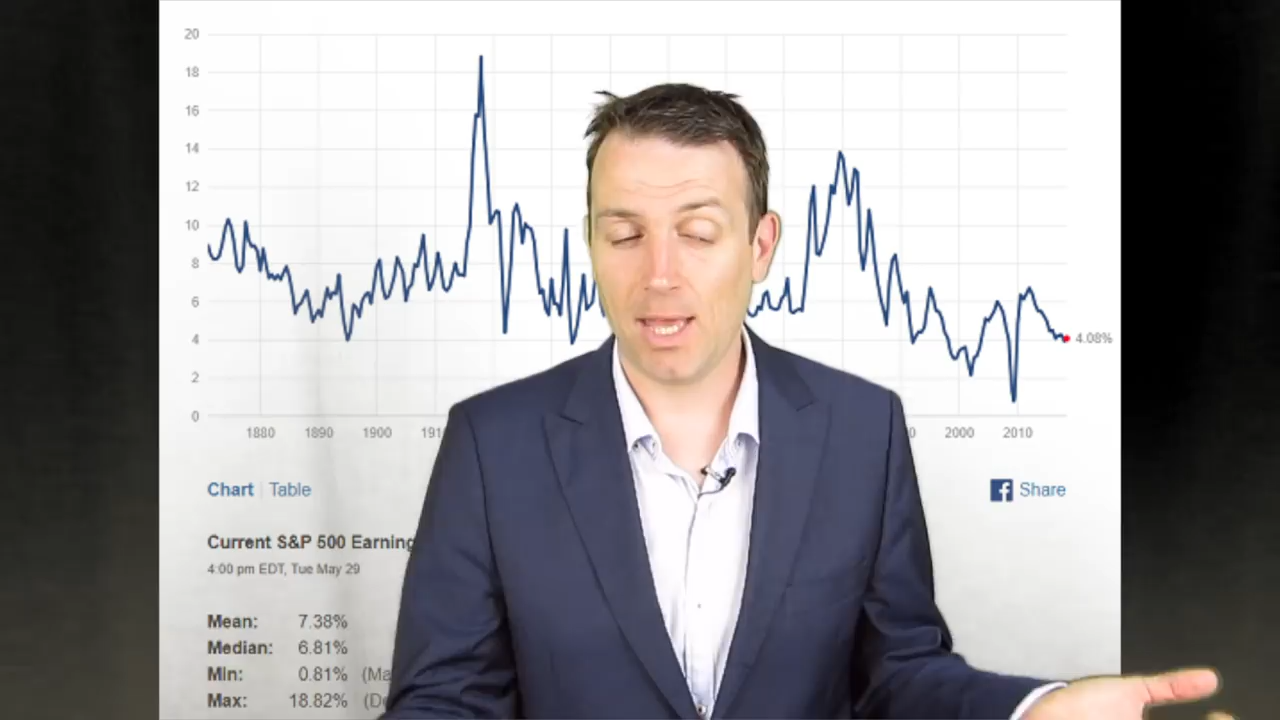 20
18
16
14
12
10
8
6
4
2
0
4.08%
1880 1890 1900 2000 2010
Chart | Table
Share
Current S&P 500 Earning
4:00 pm EDT, Tue May 29
Mean: 7.38%
Median: 6.81%
Min: 0.81%
Max: 18.82%